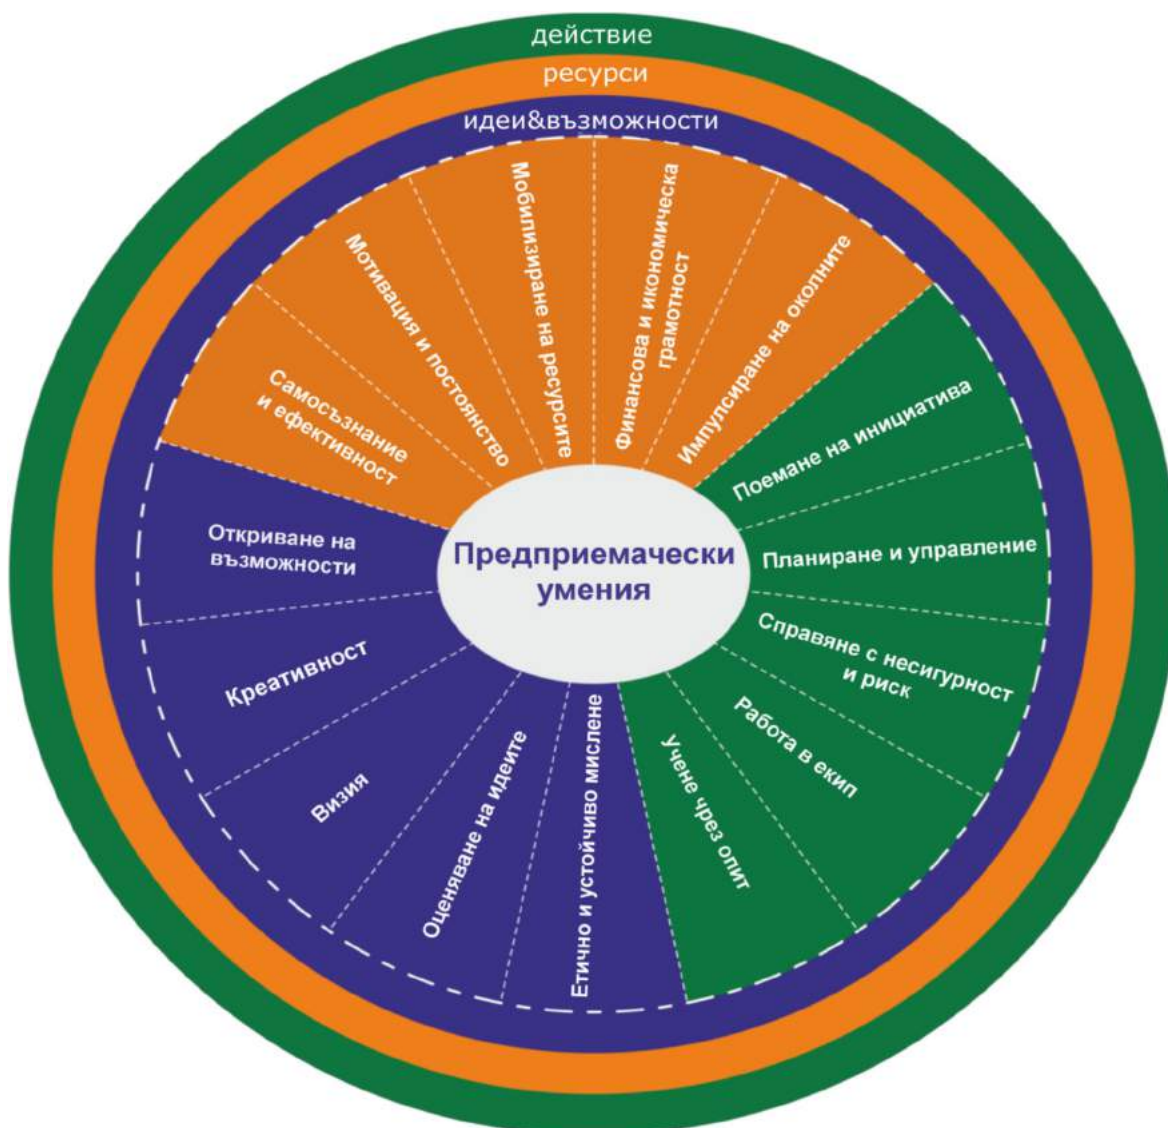 действие
ресурси
идеи&възможности
Самосъзнание
и ефективност
Мотивация и постоянство
Мобилизиране на ресурсите
Финансова и икономическа
грамотност
Импулсиране на околните
Поемане на инициатива
Планиране и управление
Справяне с несигурност
и риск
Работа в екип
Учене чрез опит
Етично и устойчиво мислене
Оценяване на идеите
Визия
Креативност
Откриване на
възможности
Предприемачески
умения